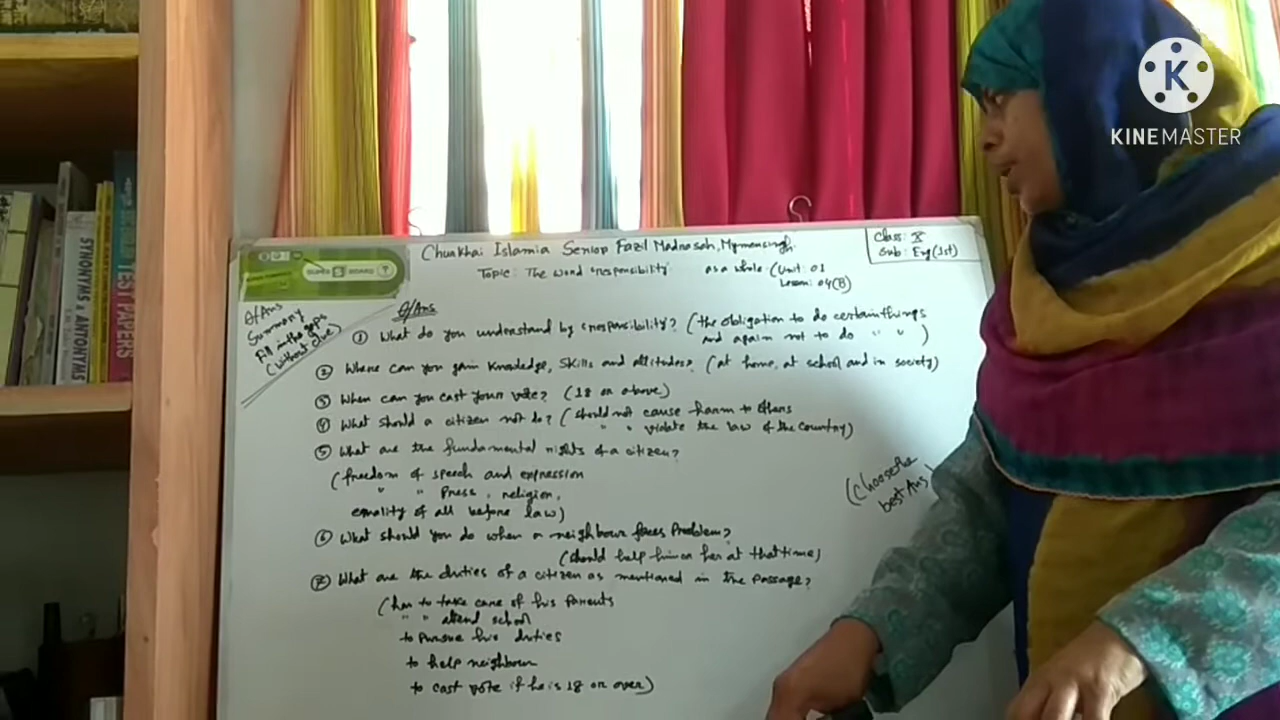 KINEMASTER
SYNONYMS & ANTONYMS
TEST PAPERS
SUPER BOARD
Churkhai Islamia Senior Fazil Madrasah, Mymensingh.
Class: X
Sub: Eng (1st)
Topic: The word 'responsibility' as a whole (Unit: 01
Lesson: 04(B)
Q/Ans
Summary
Fill in the gaps
(without clue)
Q/Ans
① What do you understand by 'responsibility'? (the obligation to do certain things
and again not to do " " )
② Where can you gain knowledge, skills and attitudes? (at home, at school and in society)
③ When can you cast your vote? (18 or above)
④ What should a citizen not do? (should not cause harm to others
" " violate the law of the country)
⑤ What are the fundamental rights of a citizen?
(freedom of speech and expression
" " Press, religion,
equality of all before law)
(Choose the
best Ans)
⑥ What should you do when a neighbour faces problem?
(should help him or her at that time)
⑦ What are the duties of a citizen as mentioned in the passage?
(has to take care of his parents
" " attend school
to pursue his duties
to help neighbour
to cast vote if he is 18 or over)